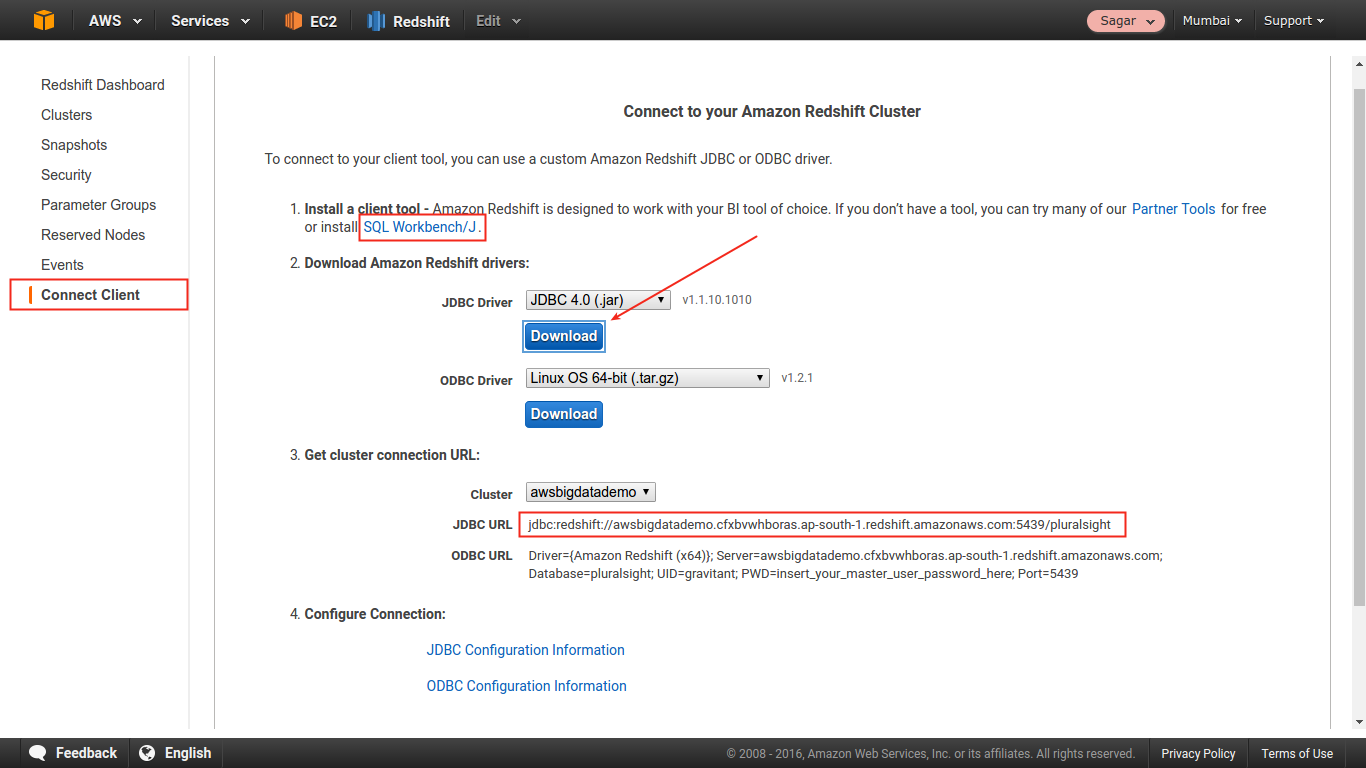 AWS Services EC2 Redshift Edit Sagar Mumbai Support
Redshift Dashboard
Clusters
Snapshots
Security
Parameter Groups
Reserved Nodes
Events
Connect Client
Connect to your Amazon Redshift Cluster
To connect to your client tool, you can use a custom Amazon Redshift JDBC or ODBC driver.
1. Install a client tool - Amazon Redshift is designed to work with your BI tool of choice. If you don't have a tool, you can try many of our Partner Tools for free
or install SQL Workbench/J.
2. Download Amazon Redshift drivers:
JDBC Driver JDBC 4.0 (.jar) v1.1.10.1010
Download
ODBC Driver Linux OS 64-bit (.tar.gz) v1.2.1
Download
3. Get cluster connection URL:
Cluster awsbigdatademo
JDBC URL jdbc:redshift://awsbigdatademo.cfxbvwhboras.ap-south-1.redshift.amazonaws.com:5439/pluralsight
ODBC URL Driver={Amazon Redshift (x64)}; Server=awsbigdatademo.cfxbvwhboras.ap-south-1.redshift.amazonaws.com;
Database=pluralsight; UID=gravitant; PWD=insert_your_master_user_password_here; Port=5439
4. Configure Connection:
JDBC Configuration Information
ODBC Configuration Information
Feedback English © 2008 - 2016, Amazon Web Services, Inc. or its affiliates. All rights reserved. Privacy Policy Terms of Use